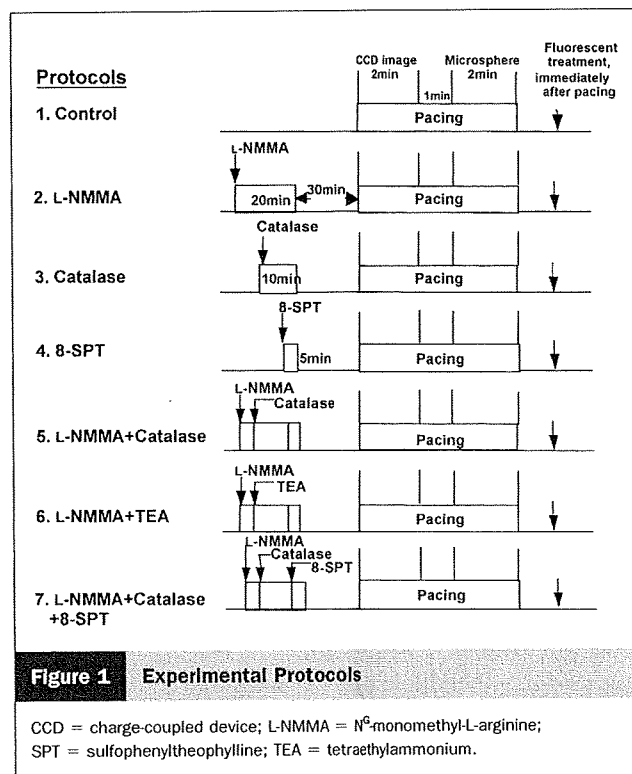 Protocols
CCD image
2min
1min
Microsphere
2min
Fluorescent
treatment,
immediately
after pacing
1. Control
Pacing
L-NMMA
2. L-NMMA
20min
30min
Pacing
Catalase
3. Catalase
10min
Pacing
8-SPT
4. 8-SPT
5min
Pacing
L-NMMA
Catalase
5. L-NMMA+Catalase
Pacing
L-NMMA
TEA
6. L-NMMA+TEA
Pacing
L-NMMA
Catalase
8-SPT
7. L-NMMA+Catalase
+8-SPT
Pacing
Figure 1 Experimental Protocols
CCD = charge-coupled device; L-NMMA = Nᴳ-monomethyl-L-arginine;
SPT = sulfophenyltheophylline; TEA = tetraethylammonium.